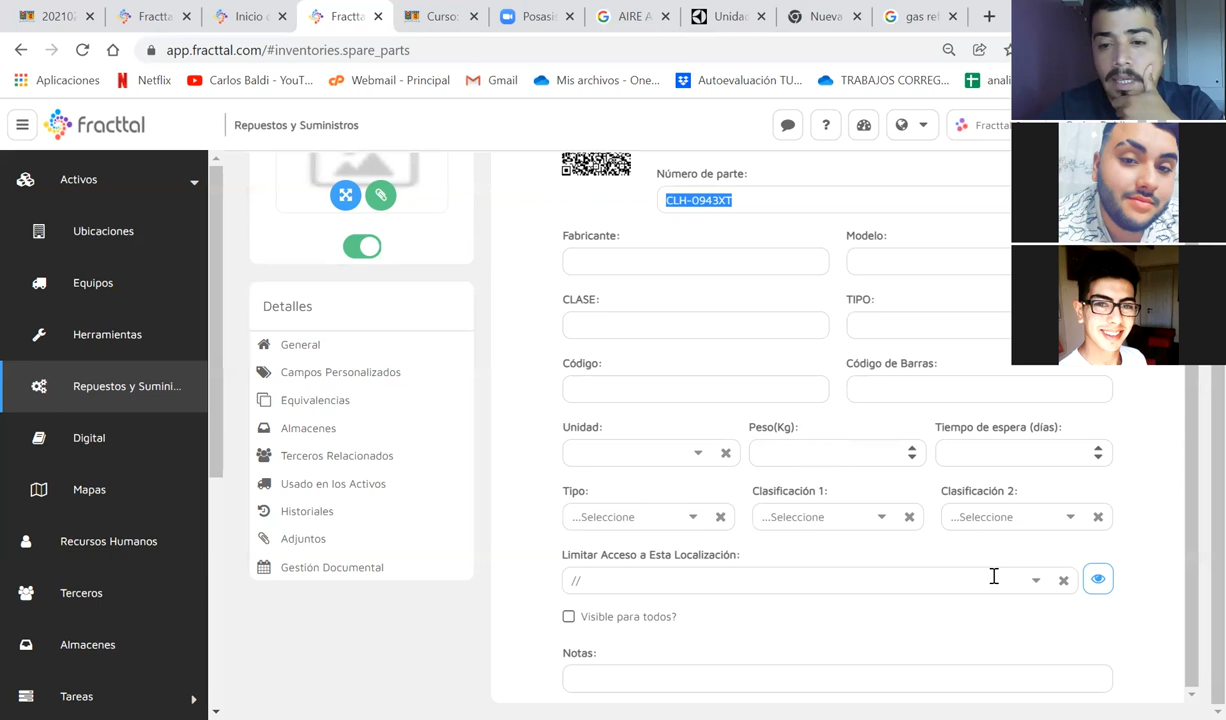 202107
Fractta
Inicio d
Fractta
Curso:
Posasis
AIRE A
Unidad
Nueva
gas ref
app.fracttal.com/#inventories.spare_parts
Aplicaciones
Netflix
Carlos Baldi - YouT...
Webmail - Principal
Gmail
Mis archivos - One...
Autoevaluación TU...
TRABAJOS CORREG...
anali
fracttal
Repuestos y Suministros
?
Fracttal
Activos
Ubicaciones
Equipos
Herramientas
Repuestos y Sumini...
Digital
Mapas
Recursos Humanos
Terceros
Almacenes
Tareas
Detalles
General
Campos Personalizados
Equivalencias
Almacenes
Terceros Relacionados
Usado en los Activos
Historiales
Adjuntos
Gestión Documental
Número de parte:
CLH-0943XT
Fabricante:
Modelo:
CLASE:
TIPO:
Código:
Código de Barras:
Unidad:
Peso(Kg):
Tiempo de espera (días):
Tipo:
Clasificación 1:
Clasificación 2:
...Seleccione
...Seleccione
...Seleccione
Limitar Acceso a Esta Localización:
//
Visible para todos?
Notas: